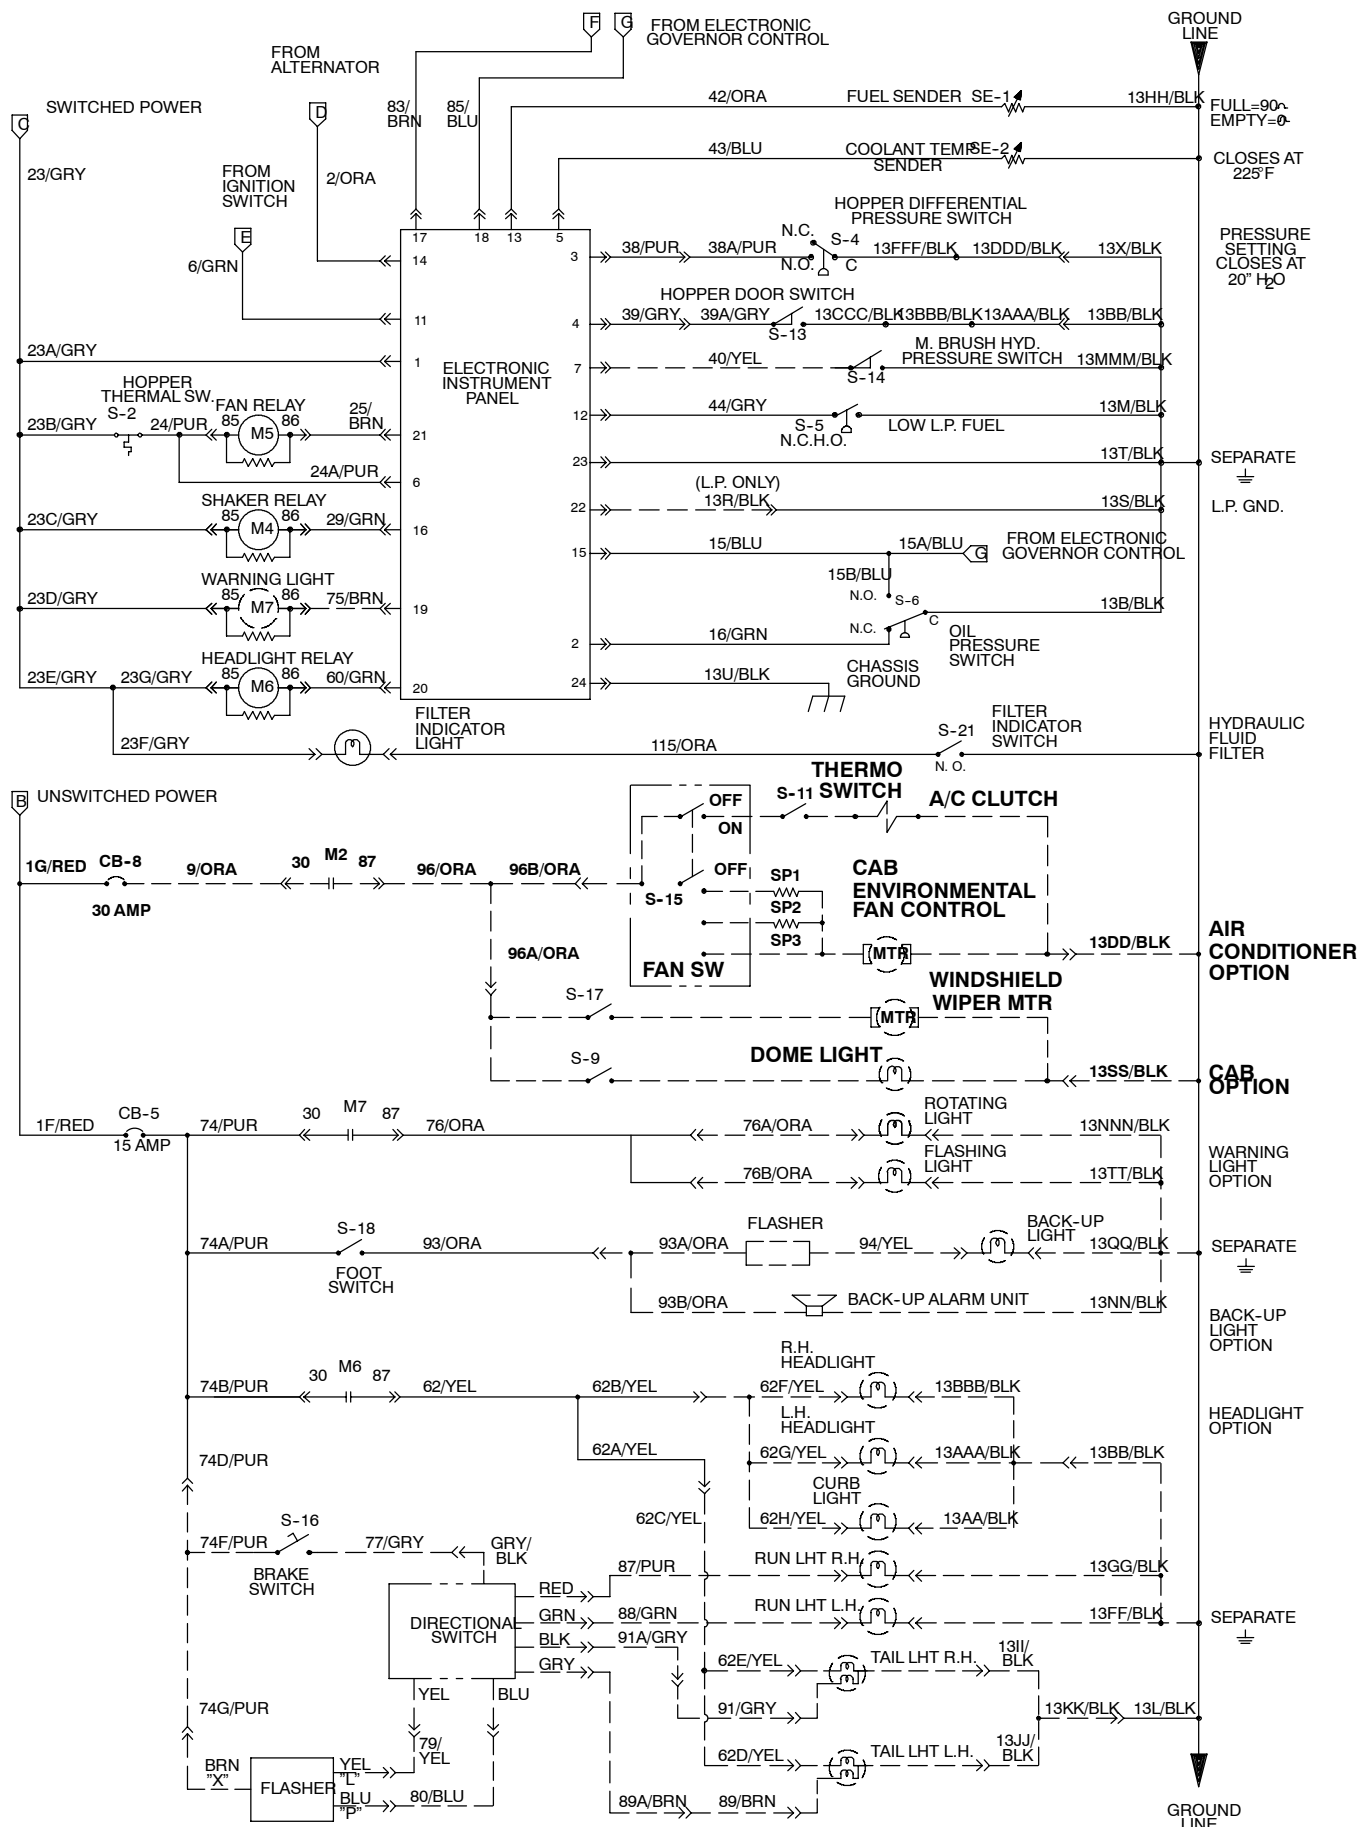 F
G
FROM ELECTRONIC
GOVERNOR CONTROL
GROUND
LINE
FROM
ALTERNATOR
SWITCHED POWER
C
D
83/
BRN
85/
BLU
42/ORA
FUEL SENDER SE-1
13HH/BLK
FULL=90
EMPTY=0
23/GRY
FROM
IGNITION
SWITCH
2/ORA
43/BLU
COOLANT TEMP
SENDER
SE-2
CLOSES AT
225°F
E
6/GRN
17
18
13
5
HOPPER DIFFERENTIAL
PRESSURE SWITCH
14
3
38/PUR
38A/PUR
N.C.
S-4
N.O.
C
13FFF/BLK
13DDD/BLK
13X/BLK
PRESSURE
SETTING
CLOSES AT
20" H2O
11
HOPPER DOOR SWITCH
4
39/GRY
39A/GRY
S-13
13CCC/BLK
13BBB/BLK
13AAA/BLK
13BB/BLK
23A/GRY
1
ELECTRONIC
INSTRUMENT
PANEL
7
40/YEL
M. BRUSH HYD.
PRESSURE SWITCH
S-14
13MMM/BLK
HOPPER
THERMAL SW.
S-2
FAN RELAY
23B/GRY
24/PUR
85
M5
86
25/
BRN
21
12
44/GRY
S-5
N.C.H.O.
LOW L.P. FUEL
13M/BLK
24A/PUR
6
23
13T/BLK
SEPARATE
SHAKER RELAY
23C/GRY
85
M4
86
29/GRN
16
22
(L.P. ONLY)
13R/BLK
13S/BLK
L.P. GND.
15
15/BLU
15A/BLU
G
FROM ELECTRONIC
GOVERNOR CONTROL
15B/BLU
WARNING LIGHT
23D/GRY
85
M7
86
75/BRN
19
N.O.
S-6
13B/BLK
N.C.
C
OIL
PRESSURE
SWITCH
2
16/GRN
HEADLIGHT RELAY
23E/GRY
23G/GRY
85
M6
86
60/GRN
20
24
13U/BLK
CHASSIS
GROUND
FILTER
INDICATOR
LIGHT
23F/GRY
115/ORA
S-21
N. O.
FILTER
INDICATOR
SWITCH
HYDRAULIC
FLUID
FILTER
B
UNSWITCHED POWER
THERMO
SWITCH
OFF
S-11
ON
A/C CLUTCH
1G/RED
CB-8
30 AMP
9/ORA
30
M2
87
96/ORA
96B/ORA
OFF
S-15
SP1
SP2
SP3
CAB
ENVIRONMENTAL
FAN CONTROL
FAN SW
MTR
13DD/BLK
AIR
CONDITIONER
OPTION
96A/ORA
S-17
WINDSHIELD
WIPER MTR
MTR
S-9
DOME LIGHT
13SS/BLK
CAB
OPTION
1F/RED
CB-5
15 AMP
74/PUR
30
M7
87
76/ORA
76A/ORA
ROTATING
LIGHT
13NNN/BLK
76B/ORA
FLASHING
LIGHT
13TT/BLK
WARNING
LIGHT
OPTION
74A/PUR
S-18
FOOT
SWITCH
93/ORA
93A/ORA
FLASHER
94/YEL
BACK-UP
LIGHT
13QQ/BLK
SEPARATE
93B/ORA
BACK-UP ALARM UNIT
13NN/BLK
BACK-UP
LIGHT
OPTION
74B/PUR
30
M6
87
62/YEL
62B/YEL
R.H.
HEADLIGHT
62F/YEL
13BBB/BLK
HEADLIGHT
OPTION
62A/YEL
L.H.
HEADLIGHT
62G/YEL
13AAA/BLK
13BB/BLK
74D/PUR
CURB
LIGHT
62H/YEL
13AA/BLK
62C/YEL
74F/PUR
S-16
BRAKE
SWITCH
77/GRY
GRY/
BLK
RED
87/PUR
RUN LHT R.H.
13GG/BLK
DIRECTIONAL
SWITCH
GRN
88/GRN
RUN LHT L.H.
13FF/BLK
SEPARATE
BLK
91A/GRY
GRY
62E/YEL
TAIL LHT R.H.
13II/
BLK
YEL
BLU
91/GRY
13KK/BLK
13L/BLK
74G/PUR
79/
YEL
62D/YEL
TAIL LHT L.H.
13JJ/
BLK
BRN
"X"
FLASHER
YEL
"L"
BLU
"P"
80/BLU
89A/BRN
89/BRN
GROUND
LINE